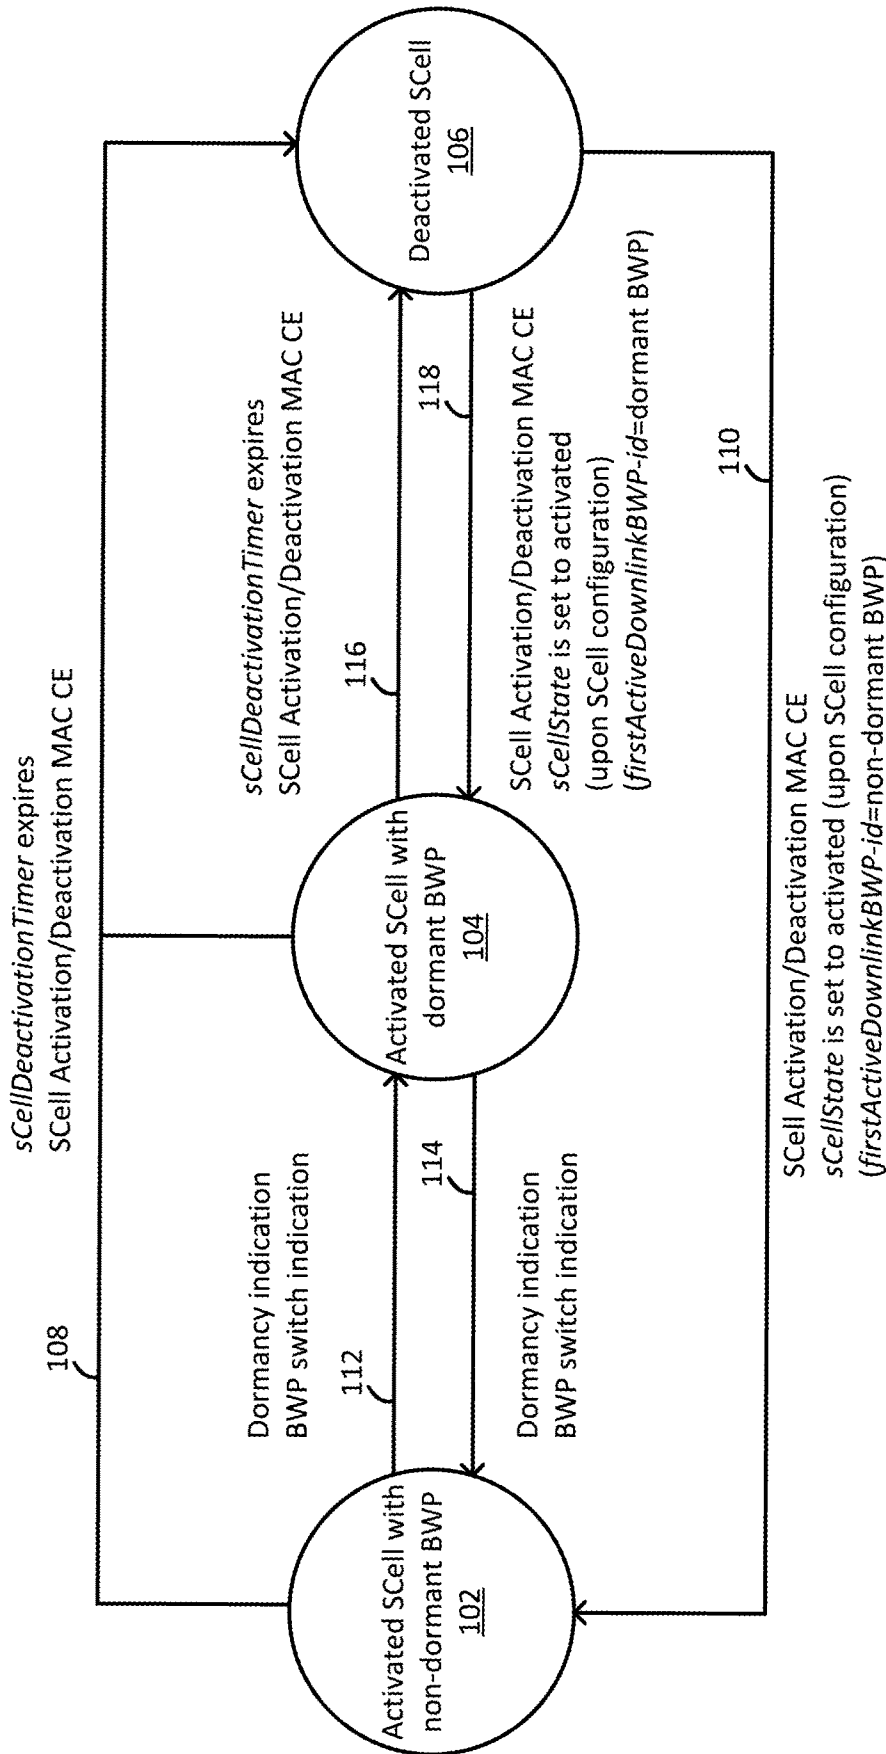 sCellDeactivationTimer expires
SCell Activation/Deactivation MAC CE
108
Dormancy indication
BWP switch indication
112
sCellDeactivationTimer expires
SCell Activation/Deactivation MAC CE
116
Activated SCell with
non-dormant BWP
102
Activated SCell with
dormant BWP
104
Deactivated SCell
106
114
Dormancy indication
BWP switch indication
118
SCell Activation/Deactivation MAC CE
sCellState is set to activated
(upon SCell configuration)
(firstActiveDownlinkBWP-id=dormant BWP)
110
SCell Activation/Deactivation MAC CE
sCellState is set to activated (upon SCell configuration)
(firstActiveDownlinkBWP-id=non-dormant BWP)